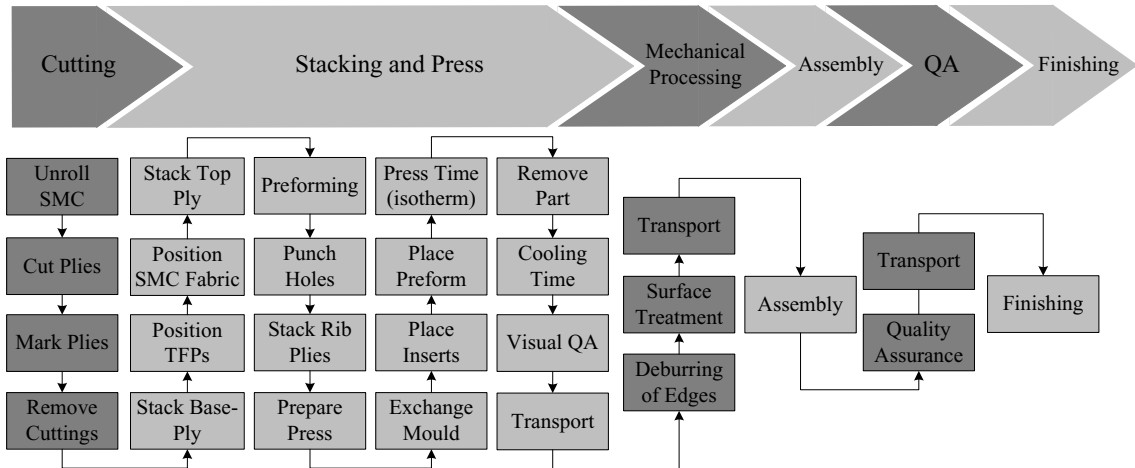 Cutting
Stacking and Press
Mechanical
Processing
Assembly
QA
Finishing
Unroll
SMC
Cut Plies
Mark Plies
Remove
Cuttings
Stack Base-
Ply
Position
TFPs
Position
SMC Fabric
Stack Top
Ply
Preforming
Punch
Holes
Stack Rib
Plies
Prepare
Press
Exchange
Mould
Place
Inserts
Place
Preform
Press Time
(isotherm)
Remove
Part
Cooling
Time
Visual QA
Transport
Deburring
of Edges
Surface
Treatment
Transport
Assembly
Quality
Assurance
Transport
Finishing